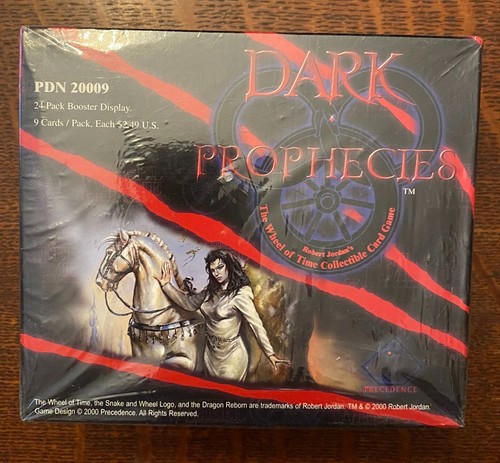 PDN 20009
24 Pack Booster Display.
9 Cards / Pack, Each $2.49 U.S.
DARK
PROPHECIES™
Robert Jordan's
The Wheel of Time Collectible Card Game
PRECEDENCE
The Wheel of Time, the Snake and Wheel Logo, and the Dragon Reborn are trademarks of Robert Jordan. TM & © 2000 Robert Jordan.
Game Design © 2000 Precedence. All Rights Reserved.